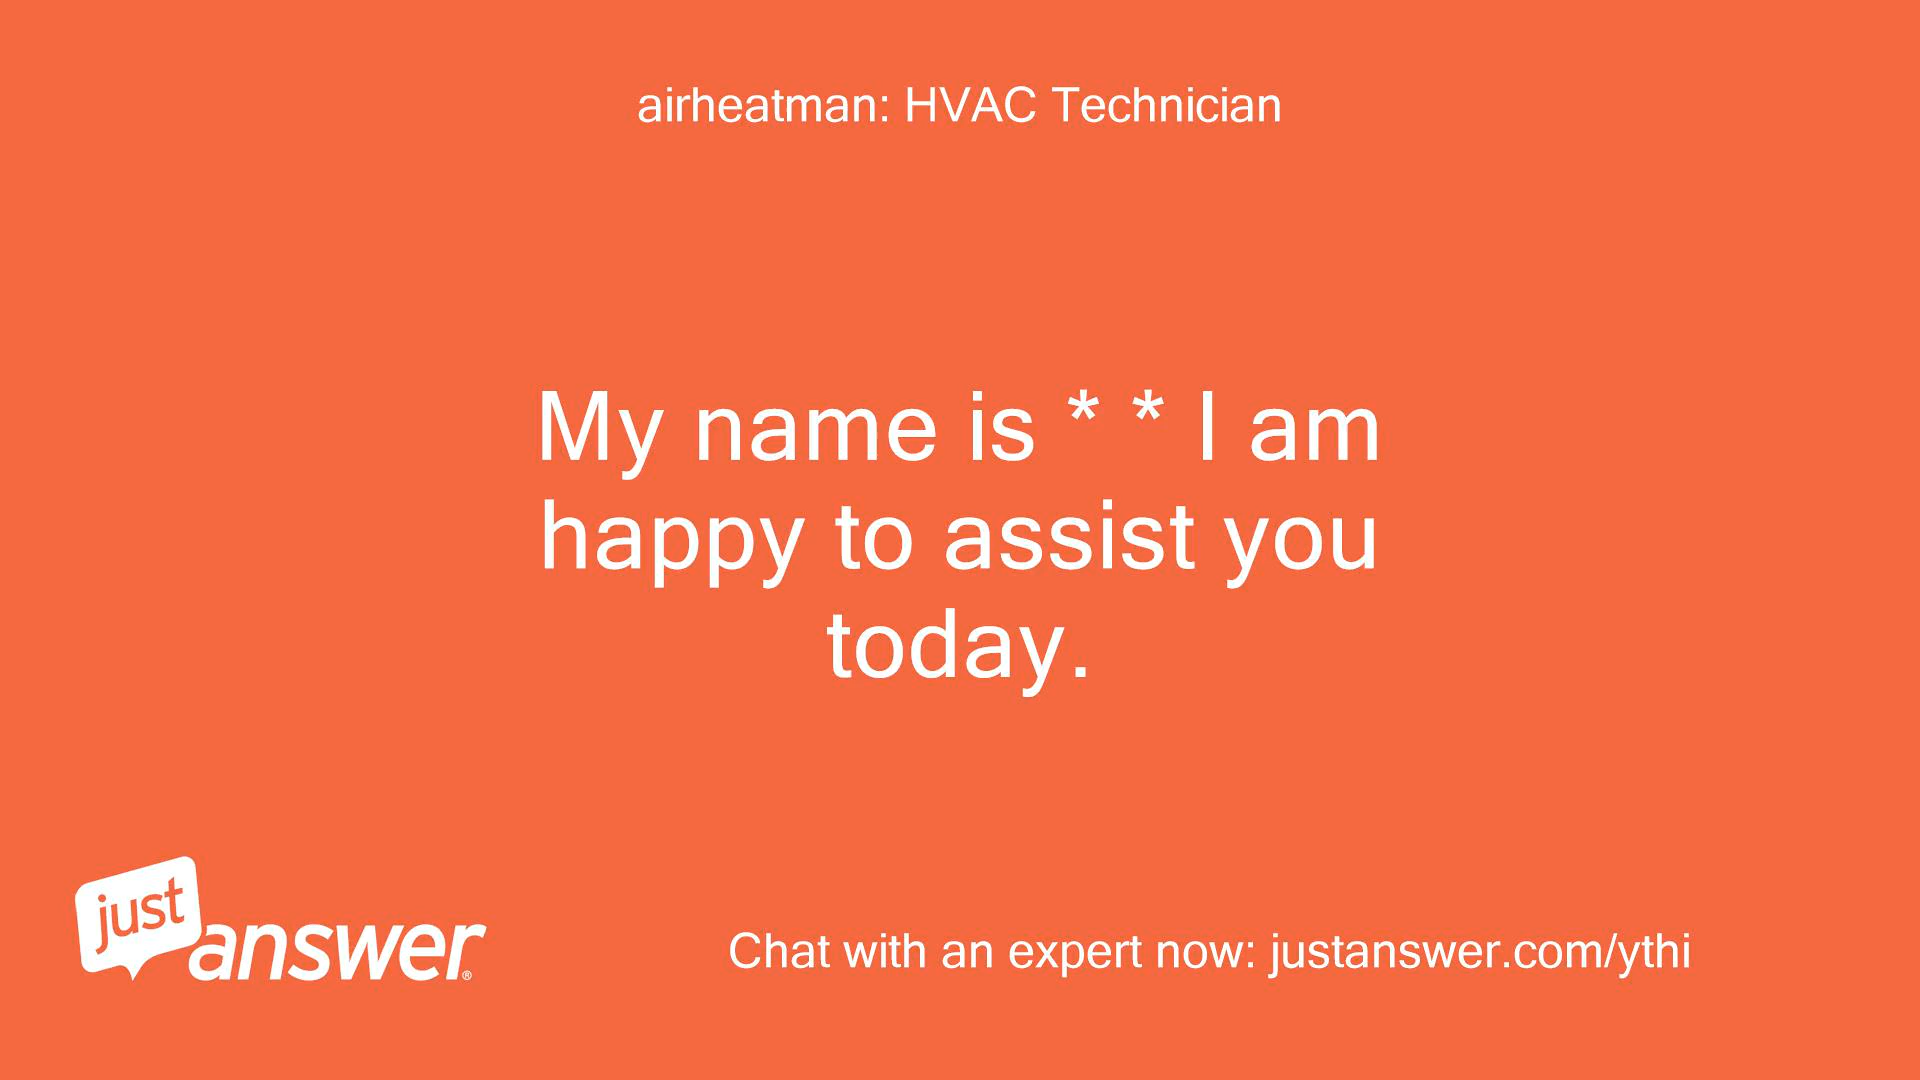 airheatman: HVAC Technician
My name is * * I am
happy to assist you
today.
just
answer®
Chat with an expert now: justanswer.com/ythi